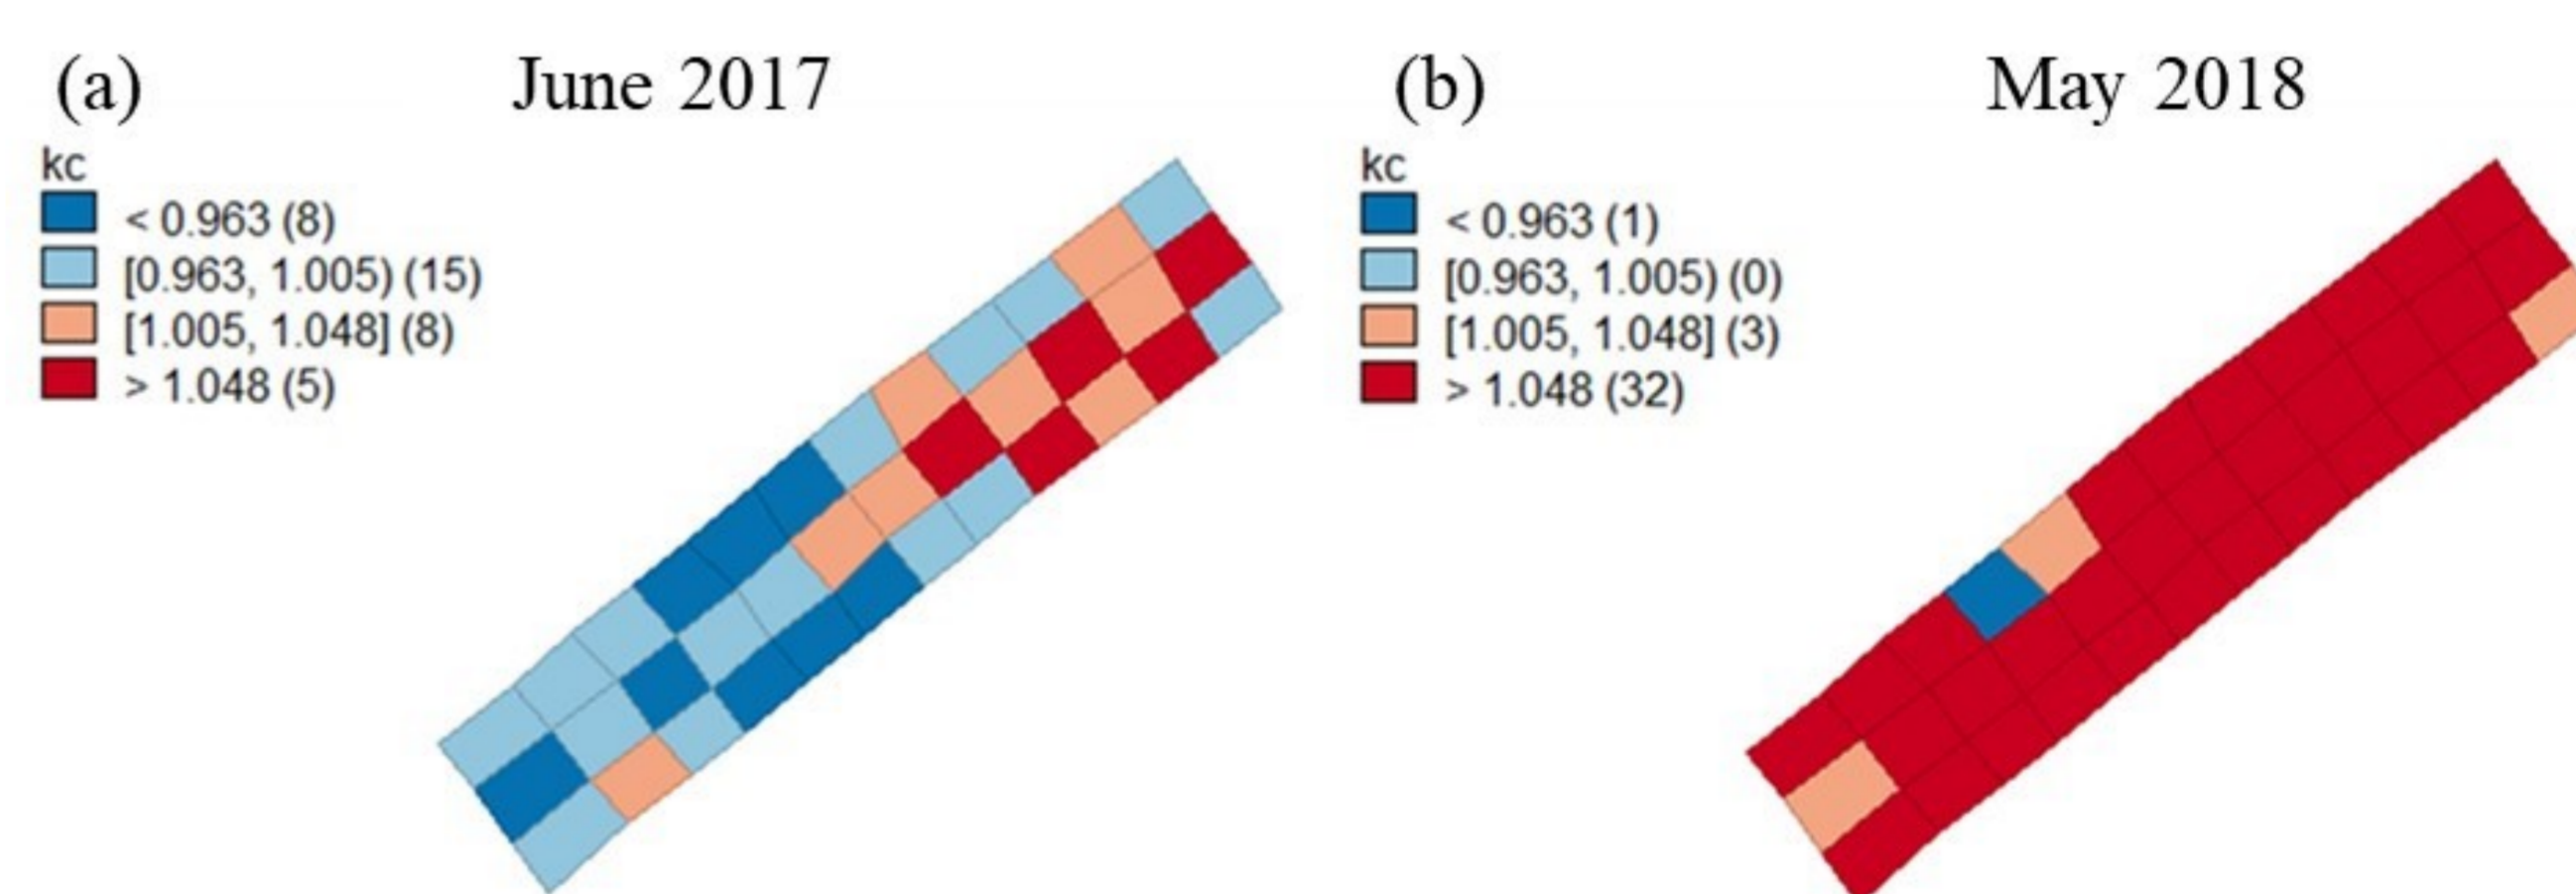 (a) June 2017
kc
< 0.963 (8)
[0.963, 1.005) (15)
[1.005, 1.048] (8)
> 1.048 (5)
(b) May 2018
kc
< 0.963 (1)
[0.963, 1.005) (0)
[1.005, 1.048] (3)
> 1.048 (32)